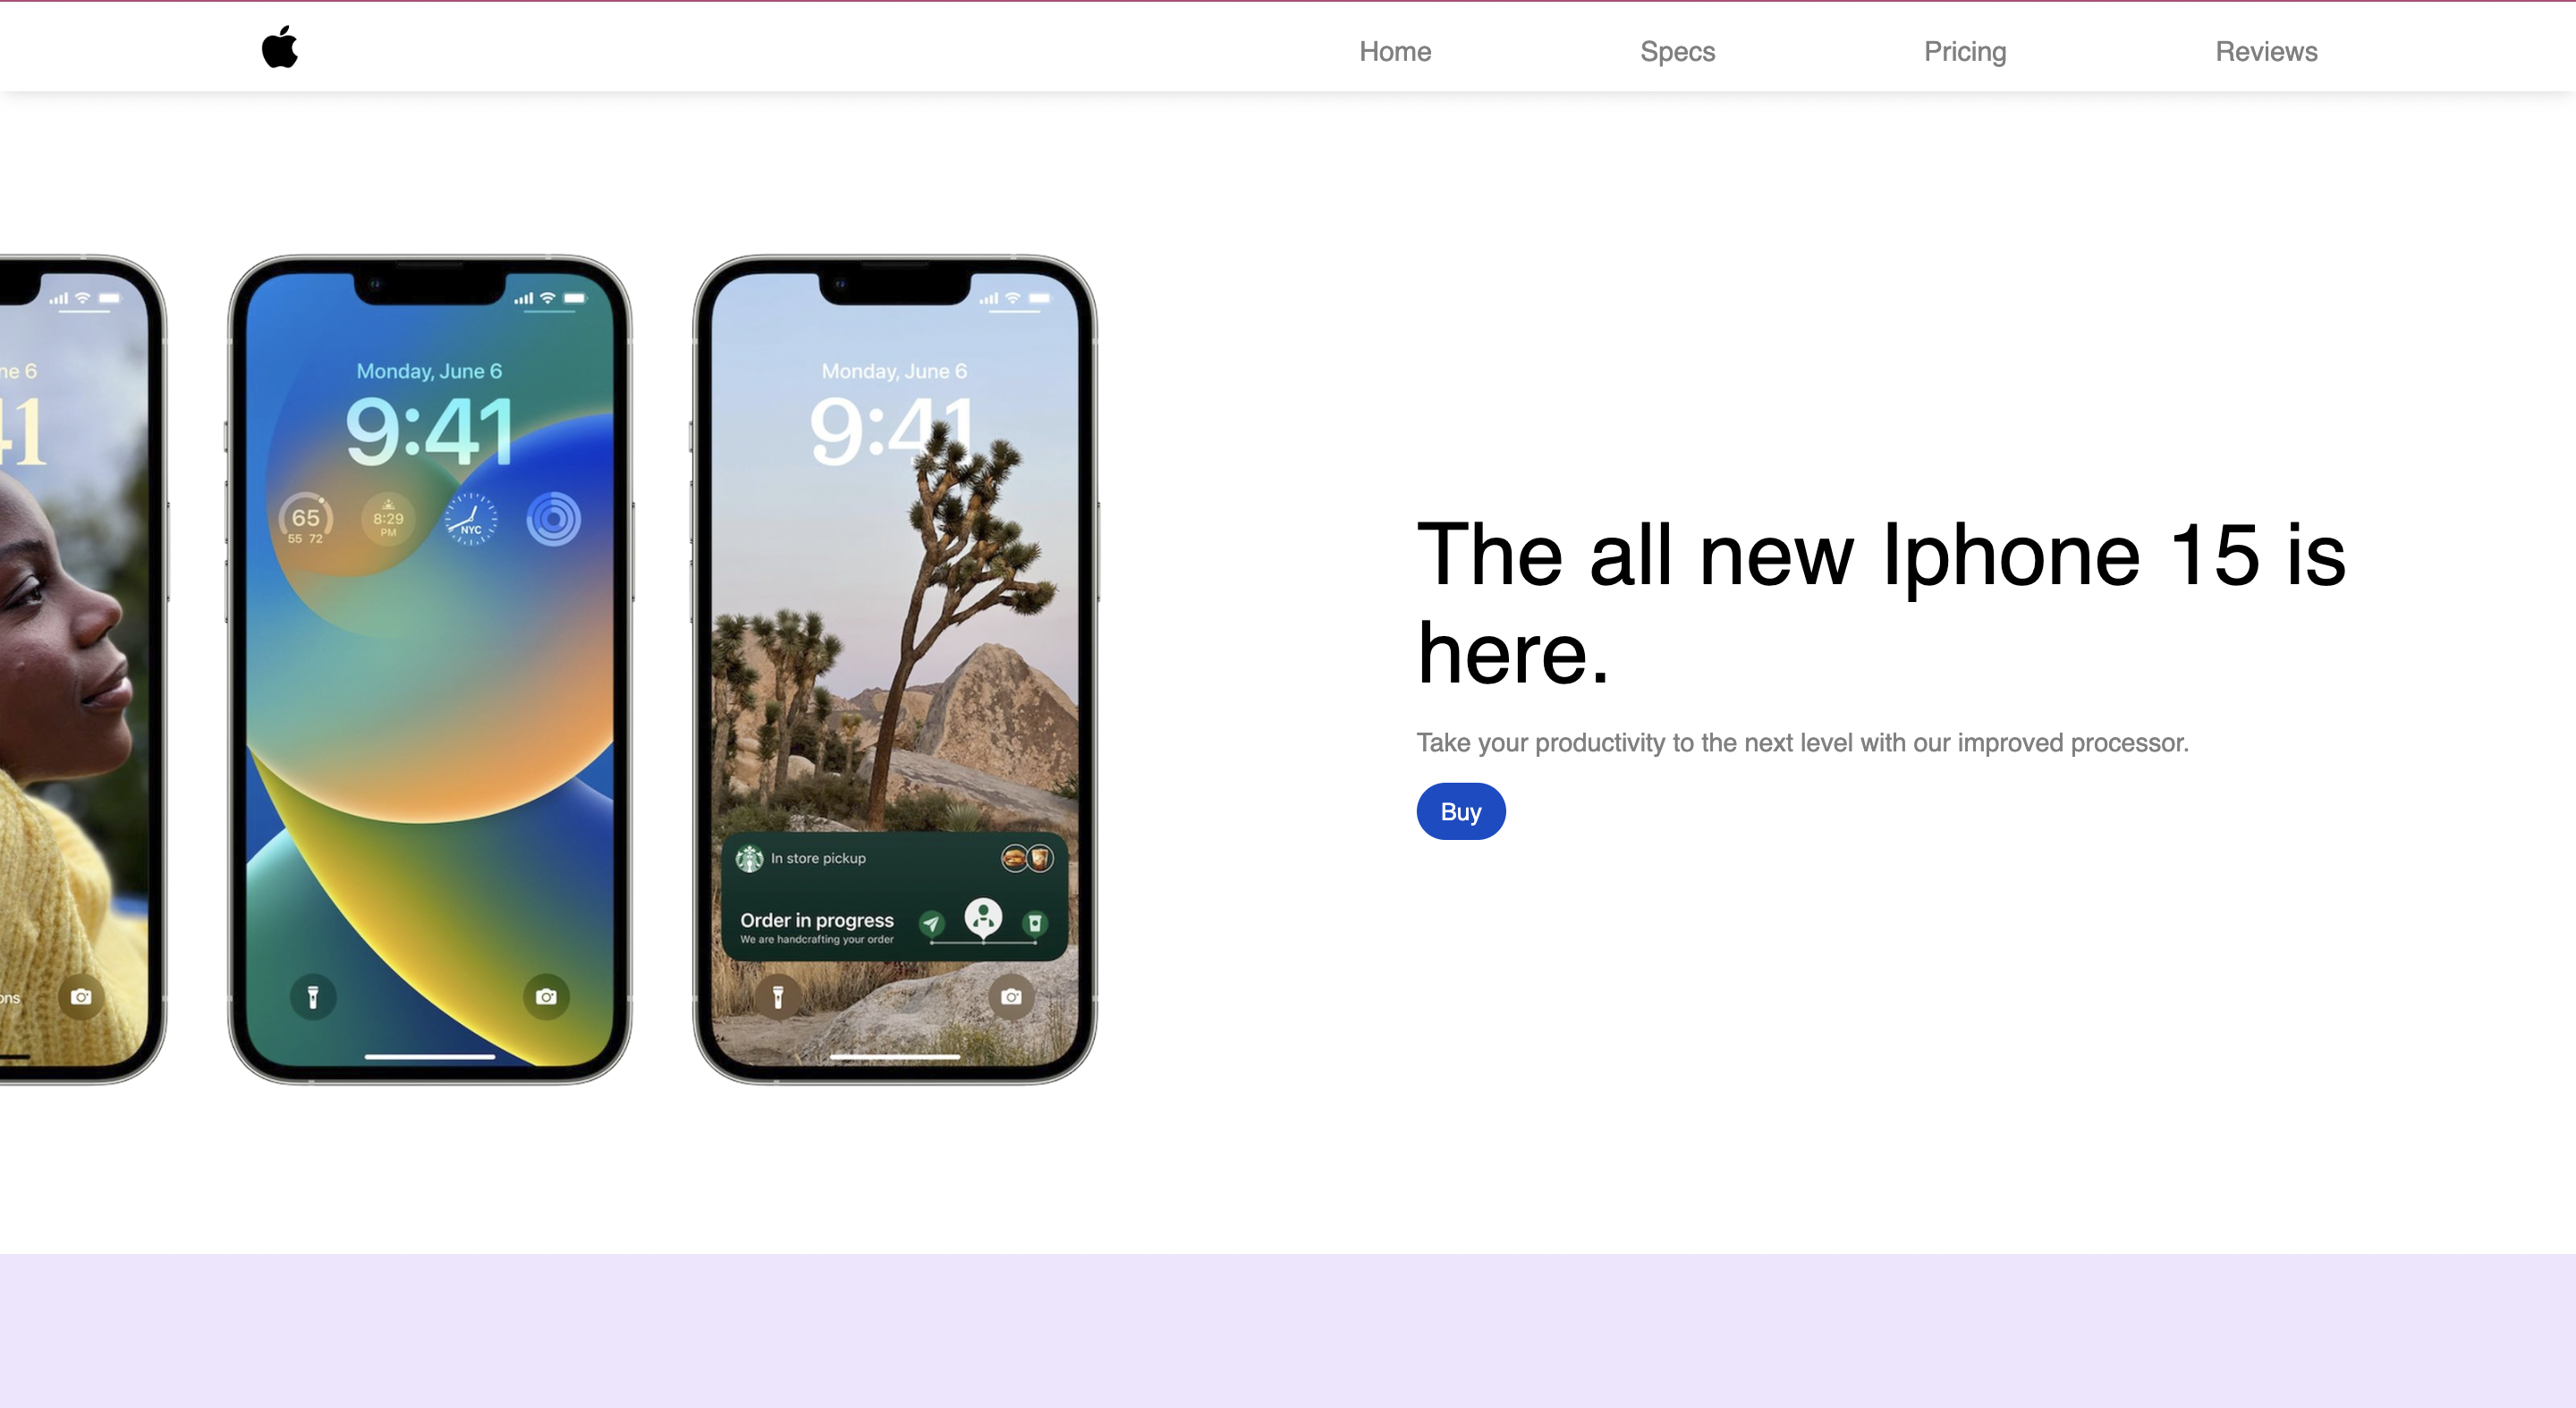 Home Specs Pricing Reviews
ne 6
41
ons
Monday, June 6
9:41
65
55 72
8:29
PM
NYC
Monday, June 6
9:41
In store pickup
Order in progress
We are handcrafting your order
The all new Iphone 15 is
here.
Take your productivity to the next level with our improved processor.
Buy